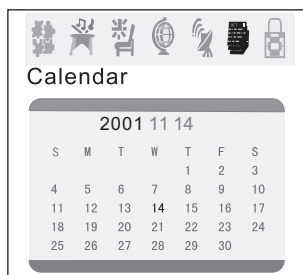 Calendar
2001 11 14
S M T W T F S
1 2 3
4 5 6 7 8 9 10
11 12 13 14 15 16 17
18 19 20 21 22 23 24
25 26 27 28 29 30